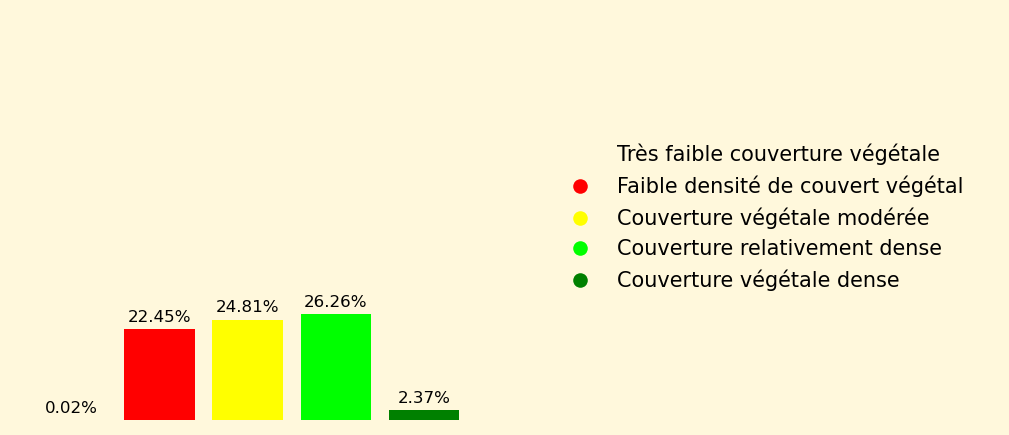 Très faible couverture végétale
Faible densité de couvert végétal
Couverture végétale modérée
Couverture relativement dense
Couverture végétale dense
0.02%
22.45%
24.81%
26.26%
2.37%